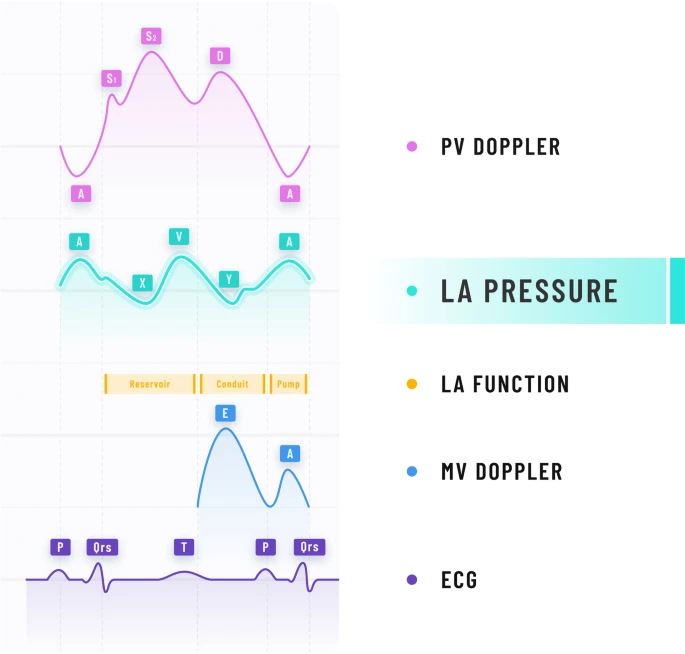 S2
D
S1
PV DOPPLER
A A
A V A
X Y
LA PRESSURE
Reservoir Conduit Pump
LA FUNCTION
E
A
MV DOPPLER
P Qrs T P Qrs
ECG